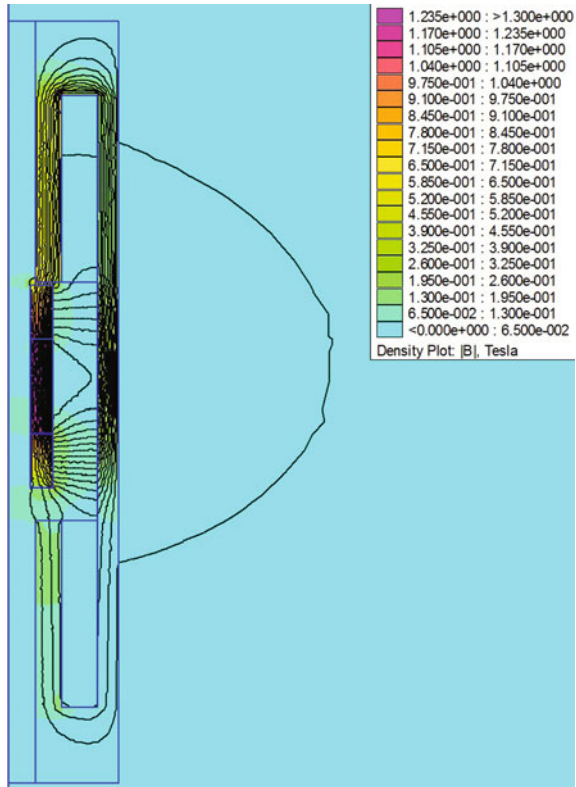 1.235e+000 : >1.300e+000
1.170e+000 : 1.235e+000
1.105e+000 : 1.170e+000
1.040e+000 : 1.105e+000
9.750e-001 : 1.040e+000
9.100e-001 : 9.750e-001
8.450e-001 : 9.100e-001
7.800e-001 : 8.450e-001
7.150e-001 : 7.800e-001
6.500e-001 : 7.150e-001
5.850e-001 : 6.500e-001
5.200e-001 : 5.850e-001
4.550e-001 : 5.200e-001
3.900e-001 : 4.550e-001
3.250e-001 : 3.900e-001
2.600e-001 : 3.250e-001
1.950e-001 : 2.600e-001
1.300e-001 : 1.950e-001
6.500e-002 : 1.300e-001
<0.000e+000 : 6.500e-002
Density Plot: |B|, Tesla